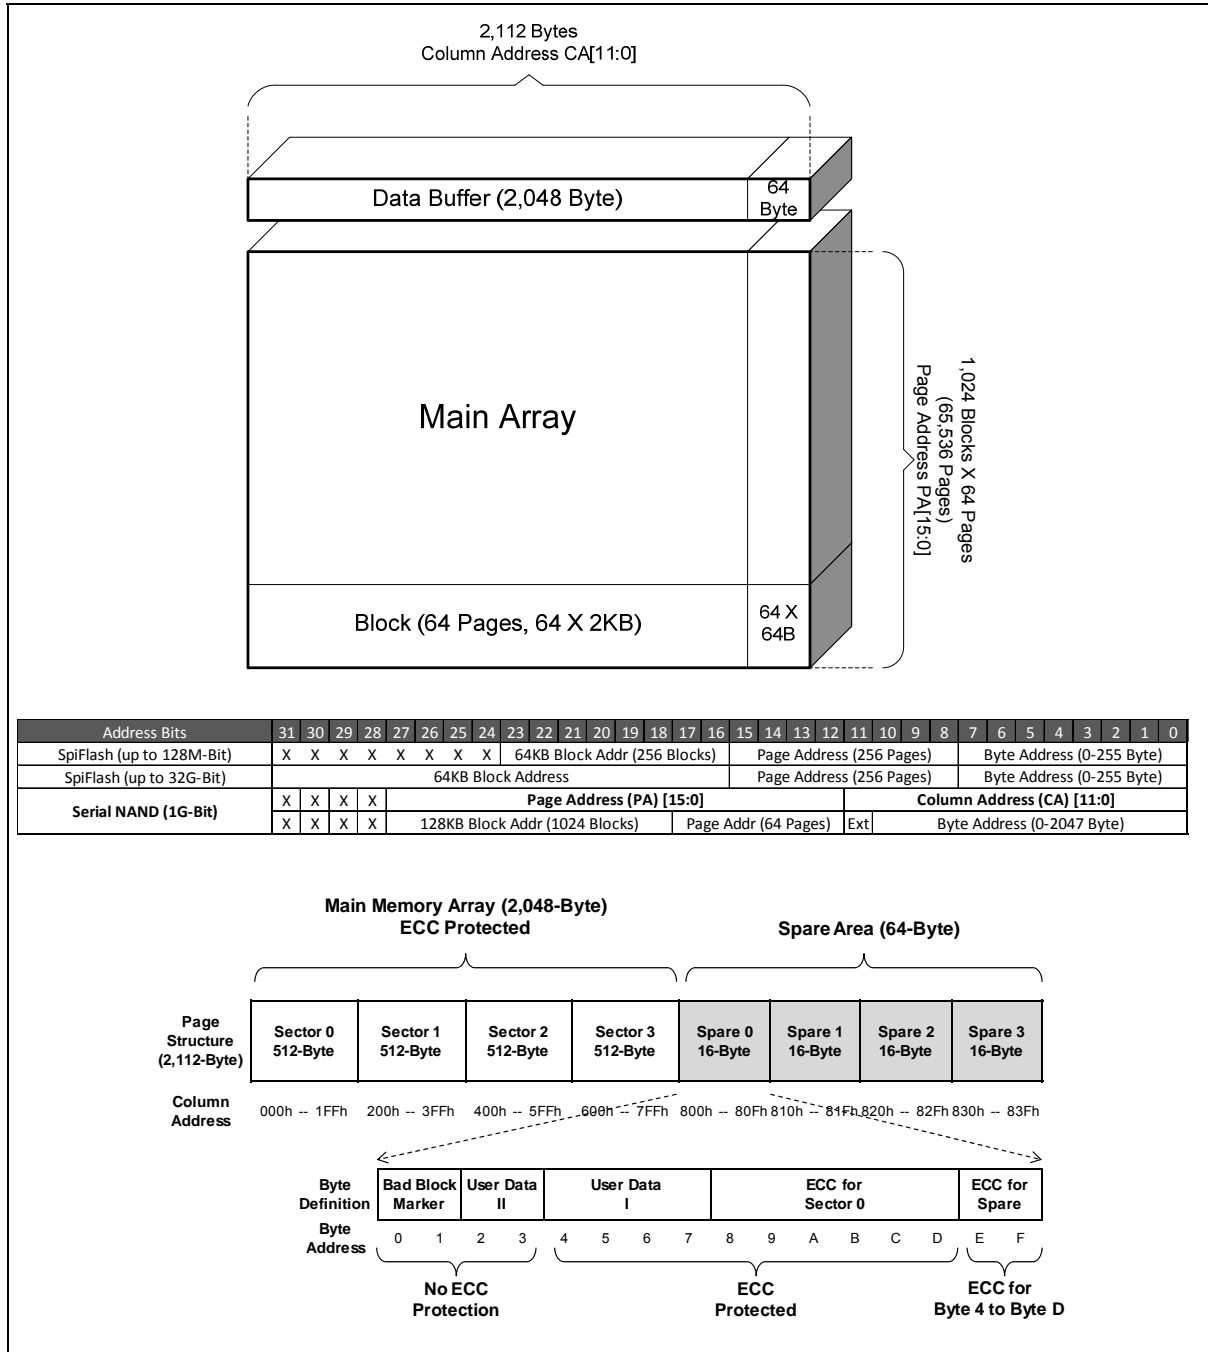 2,112 Bytes
Column Address CA[11:0]
Data Buffer (2,048 Byte)
64
Byte
Main Array
1,024 Blocks X 64 Pages
(65,536 Pages)
Page Address PA[15:0]
Block (64 Pages, 64 X 2KB)
64 X
64B
Address Bits 31 30 29 28 27 26 25 24 23 22 21 20 19 18 17 16 15 14 13 12 11 10 9 8 7 6 5 4 3 2 1 0
SpiFlash (up to 128M-Bit) X X X X X X X X 64KB Block Addr (256 Blocks) Page Address (256 Pages) Byte Address (0-255 Byte)
SpiFlash (up to 32G-Bit) 64KB Block Address Page Address (256 Pages) Byte Address (0-255 Byte)
Serial NAND (1G-Bit) X X X X Page Address (PA) [15:0] Column Address (CA) [11:0]
X X X X 128KB Block Addr (1024 Blocks) Page Addr (64 Pages) Ext Byte Address (0-2047 Byte)
Main Memory Array (2,048-Byte)
ECC Protected
Spare Area (64-Byte)
Page
Structure
(2,112-Byte)
Sector 0
512-Byte
Sector 1
512-Byte
Sector 2
512-Byte
Sector 3
512-Byte
Spare 0
16-Byte
Spare 1
16-Byte
Spare 2
16-Byte
Spare 3
16-Byte
Column
Address
000h -- 1FFh 200h -- 3FFh 400h -- 5FFh 600h -- 7FFh 800h -- 80Fh 810h -- 81Fh 820h -- 82Fh 830h -- 83Fh
Byte
Definition
Bad Block
Marker
User Data
II
User Data
I
ECC for
Sector 0
ECC for
Spare
Byte
Address
0 1 2 3 4 5 6 7 8 9 A B C D E F
No ECC
Protection
ECC
Protected
ECC for
Byte 4 to Byte D